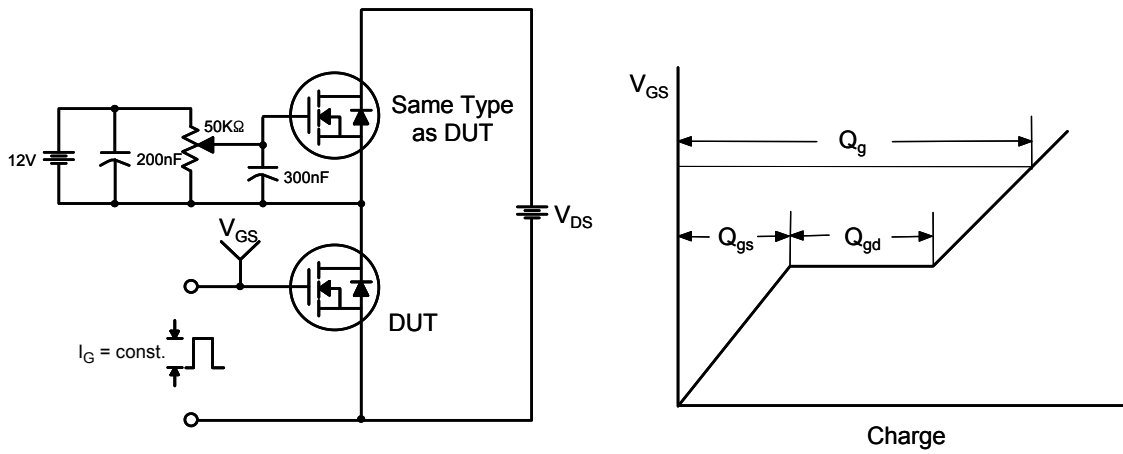 12V
200nF
50KΩ
300nF
Same Type
as DUT
V_DS
V_GS
DUT
I_G = const.
V_GS
Q_g
Q_gs
Q_gd
Charge